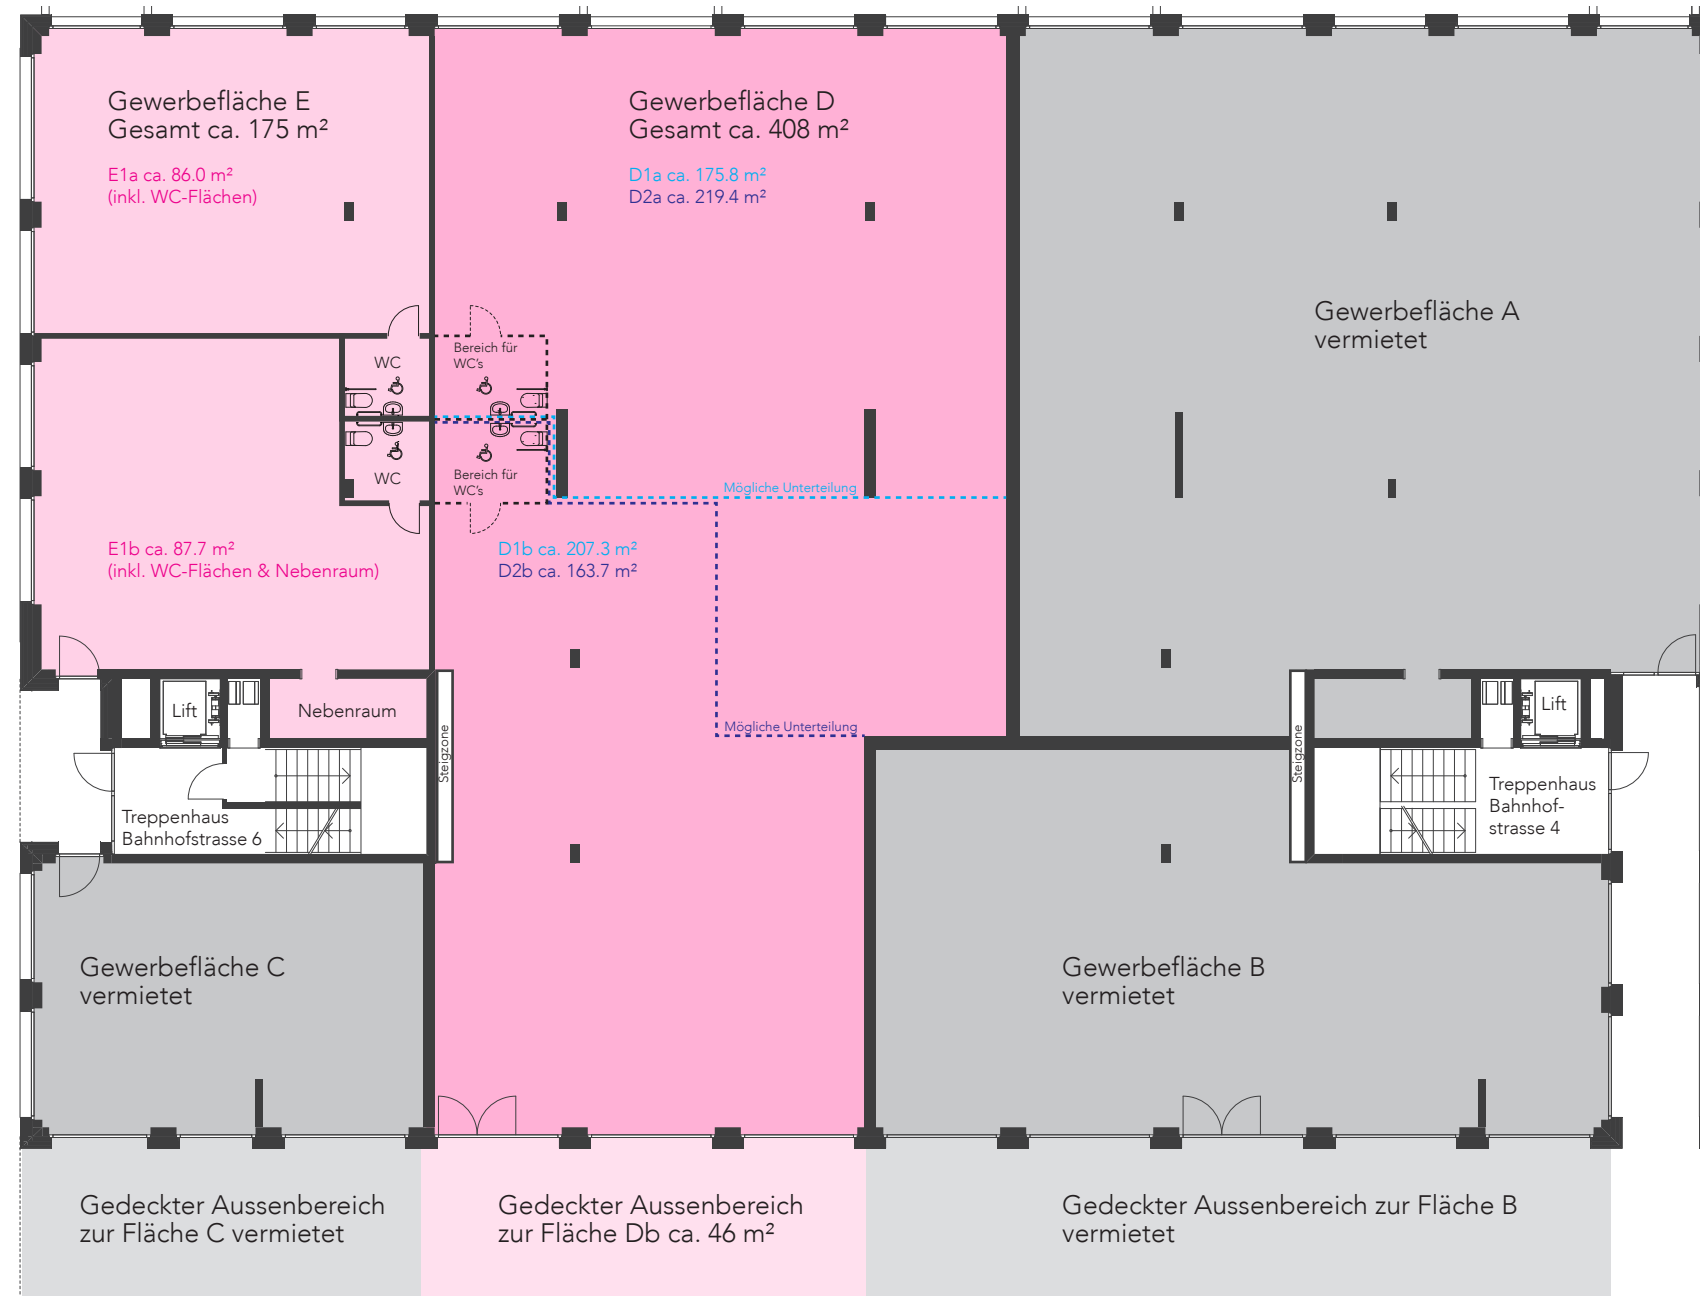 Gewerbefläche E
Gesamt ca. 175 m²
E1a ca. 86.0 m²
(inkl. WC-Flächen)
Gewerbefläche D
Gesamt ca. 408 m²
D1a ca. 175.8 m²
D2a ca. 219.4 m²
Gewerbefläche A
vermietet
WC
Bereich für
WC's
WC
Bereich für
WC's
Mögliche Unterteilung
E1b ca. 87.7 m²
(inkl. WC-Flächen & Nebenraum)
D1b ca. 207.3 m²
D2b ca. 163.7 m²
Mögliche Unterteilung
Lift
Nebenraum
Steigzone
Treppenhaus
Bahnhofstrasse 6
Steigzone
Lift
Treppenhaus
Bahnhof-
strasse 4
Gewerbefläche C
vermietet
Gewerbefläche B
vermietet
Gedeckter Aussenbereich
zur Fläche C vermietet
Gedeckter Aussenbereich
zur Fläche Db ca. 46 m²
Gedeckter Aussenbereich zur Fläche B
vermietet